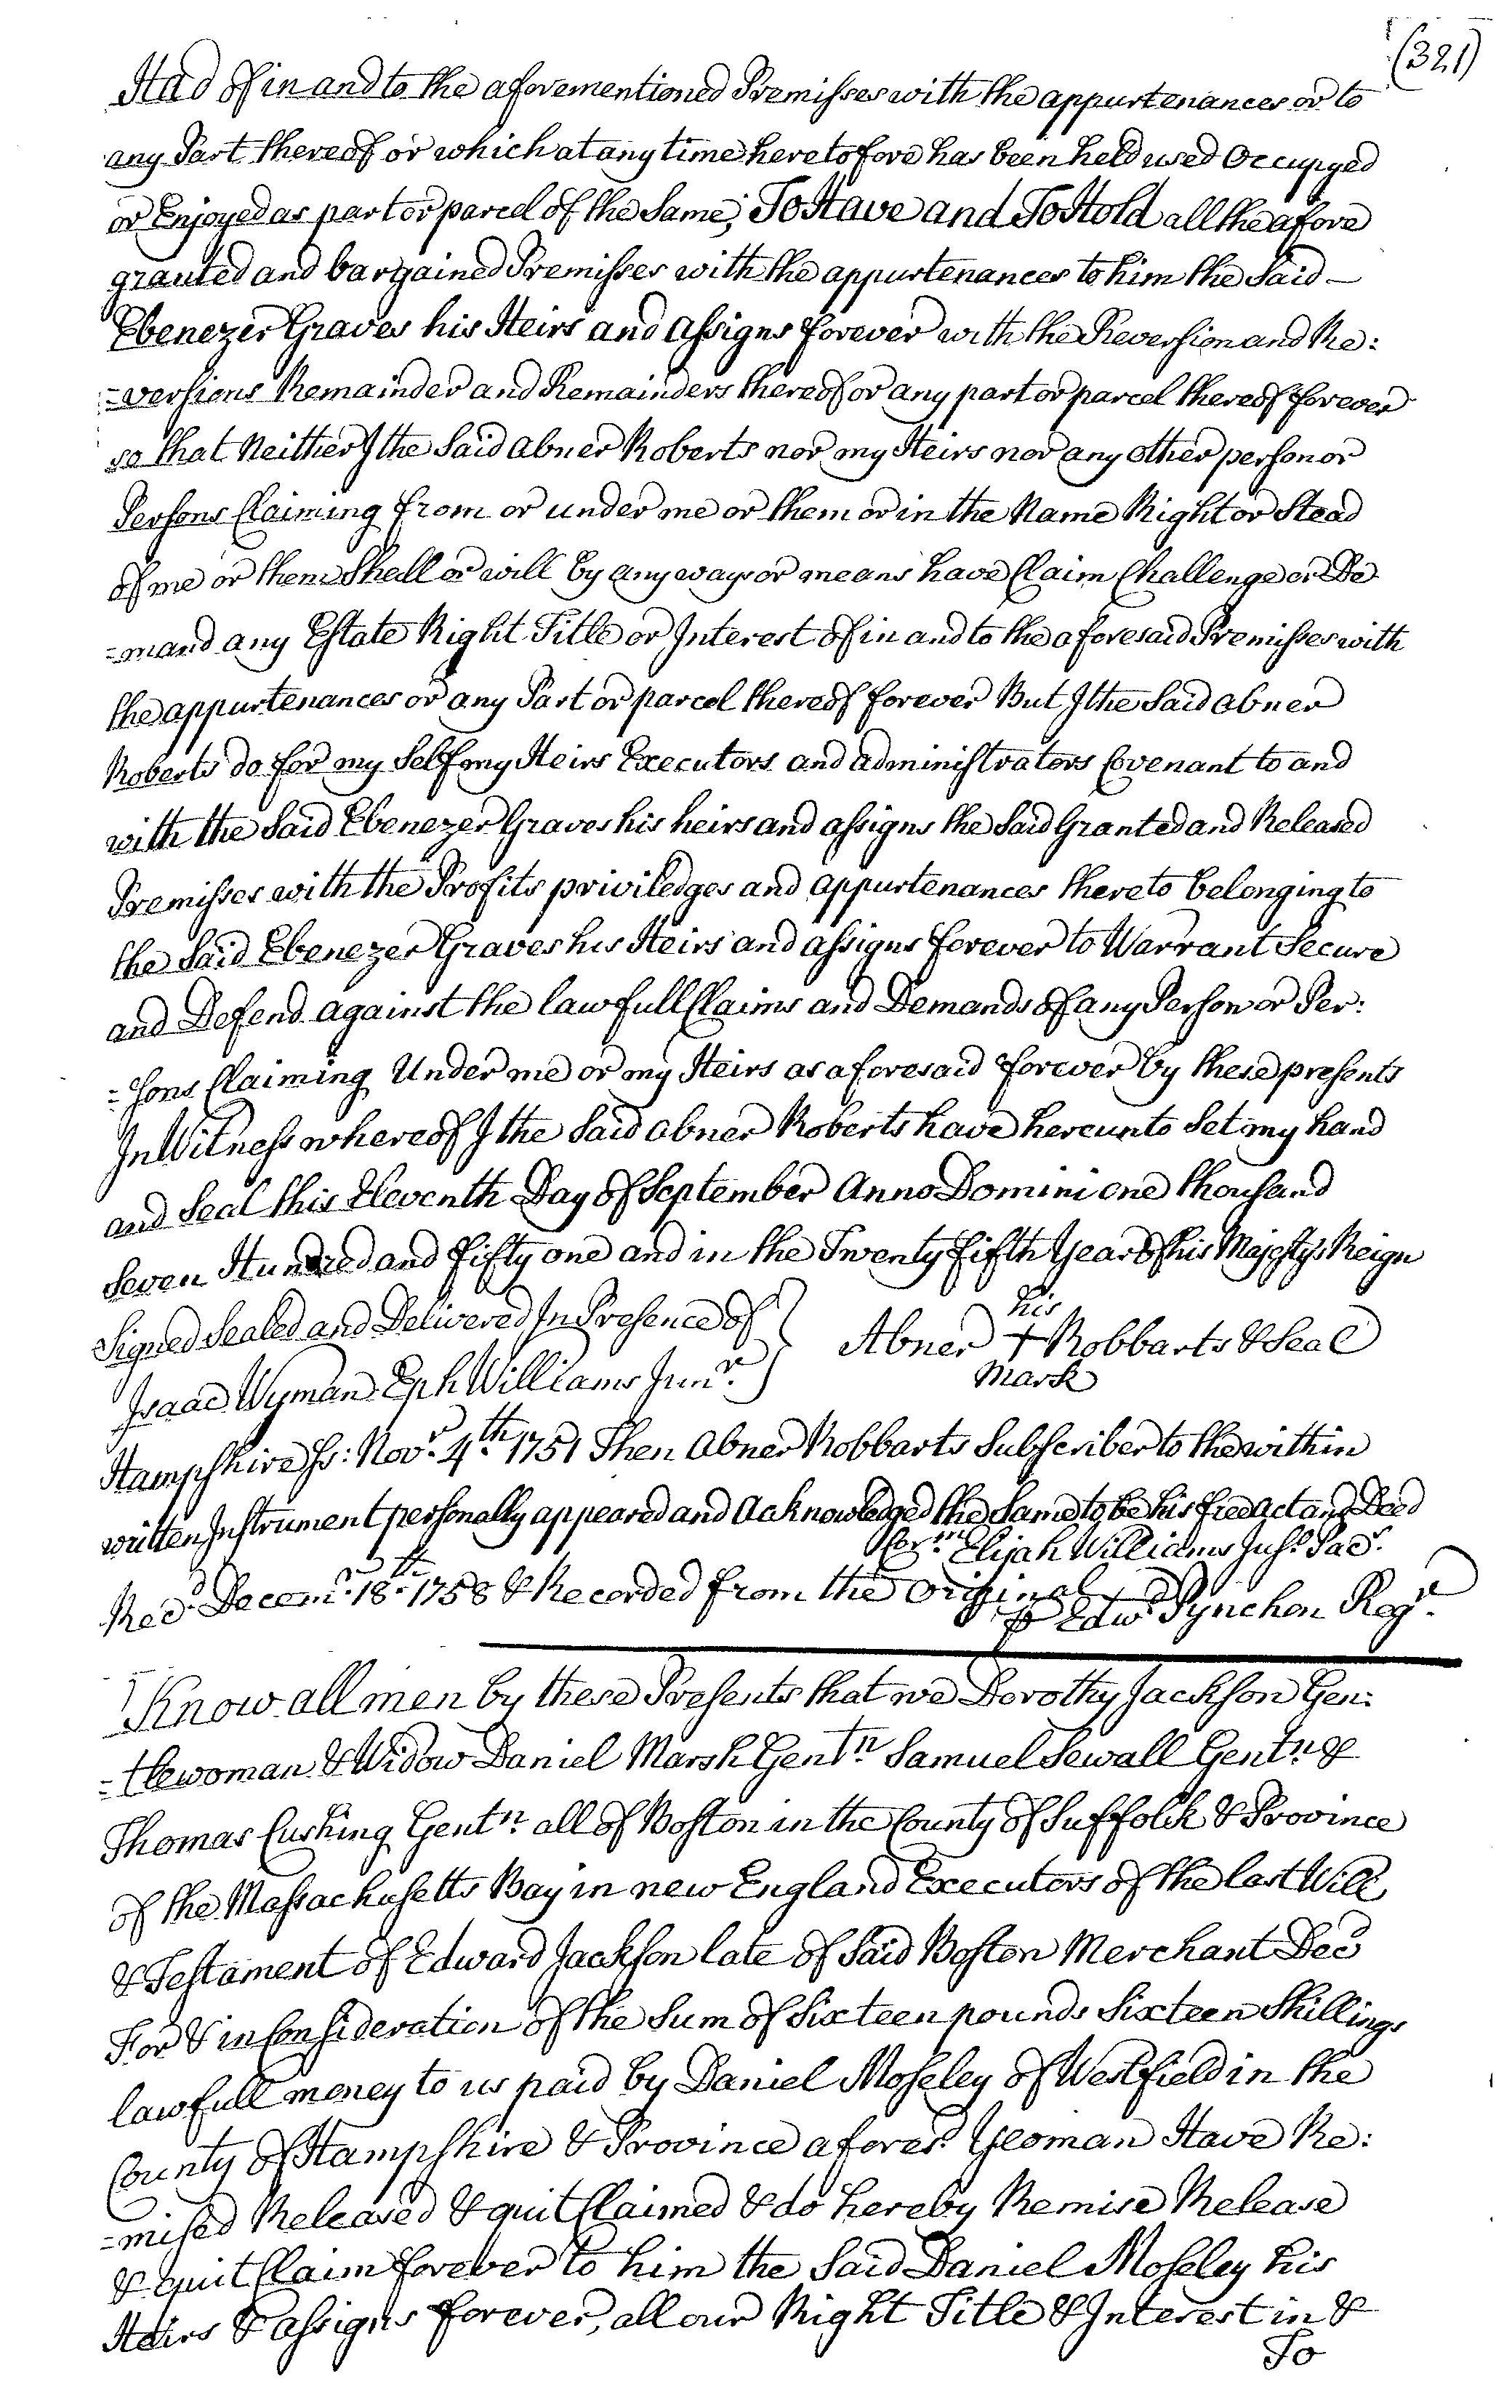 (321)
Had of in and to the aforementioned Premisses with the appurtenances or to
any Part thereof or which at any time heretofore has been held used Occupyed
or Enjoyed as part or parcel of the Same, To Have and To Hold all the afore
granted and bargained Premisses with the appurtenances to him the Said —
Ebenezer Graves his Heirs and Assigns forever with the Reversion and Re:
=versions Remainder and Remainders thereof or any part or parcel thereof forever
so that Neither I the Said Abner Roberts nor my Heirs nor any other person or
Persons Claiming from or under me or them or in the Name Right or Stead
of me or them Shall or will by any ways or means have Claim Challenge or De
=mand any Estate Right Title or Interest of in and to the aforesaid Premisses with
the appurtenances or any Part or parcel thereof forever But I the Said Abner
Roberts do for my Self my Heirs Executors and administrators Covenant to and
with the Said Ebenezer Graves his heirs and assigns the Said Granted and Released
Premisses with the Profits priviledges and appurtenances thereto belonging to
the Said Ebenezer Graves his Heirs and assigns forever to Warrant Secure
and Defend against the lawfull Claims and Demands of any Person or Per:
=sons Claiming Under me or my Heirs as aforesaid forever by these presents
In Witness whereof I the Said Abner Roberts have hereunto Set my hand
and Seal this Eleventh Day of September Anno Domini one thousand
Seven Hundred and fifty one and in the Twenty fifth Year of his Majestys Reign
Signed Sealed and Delivered In Presence of } his
Isaac Wyman Eph Williams Junr. } Abner + Robbarts & Seal
Mark
Hampshire Ss: Novr. 4th. 1751 Then Abner Robbarts Subscriber to the within
written Instrument personally appeared and Acknowledged the Same to be his free act and Deed
Corm. Elijah Williams Jus. Pacs.
Recd. Decemr. 18th. 1758 & Recorded from the Original
P Edwd. Pynchon Regr.
Know all men by these Presents that we Dorothy Jackson Gen:
=tlewoman & Widow Daniel Marsh Gentn Samuel Sewall Gentn. &
Thomas Cushing Gentn. all of Boston in the County of Suffolk & Province
of the Massachusetts Bay in new England Executors of the last Will
& Testament of Edward Jackson late of Said Boston Merchant Decd
For & in Consideration of the Sum of Sixteen pounds Sixteen Shillings
lawfull money to us paid by Daniel Moseley of Westfield in the
County of Hampshire & Province afores.d Yeoman Have Re:
=mised Released & quit Claimed & do hereby Remise Release
& quit Claim forever to him the Said Daniel Moseley his
Heirs & assigns forever, all our Right Title & Interest in &
To